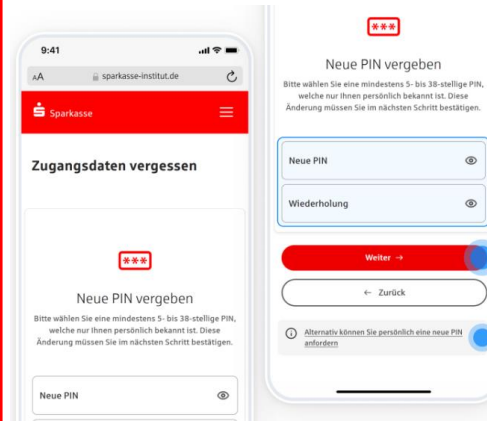 9:41
AA sparkasse-institut.de
Sparkasse
Zugangsdaten vergessen
***
Neue PIN vergeben
Bitte wählen Sie eine mindestens 5- bis 38-stellige PIN,
welche nur Ihnen persönlich bekannt ist. Diese
Änderung müssen Sie im nächsten Schritt bestätigen.
Neue PIN
***
Neue PIN vergeben
Bitte wählen Sie eine mindestens 5- bis 38-stellige PIN,
welche nur Ihnen persönlich bekannt ist. Diese
Änderung müssen Sie im nächsten Schritt bestätigen.
Neue PIN
Wiederholung
Weiter →
← Zurück
Alternativ können Sie persönlich eine neue PIN
anfordern